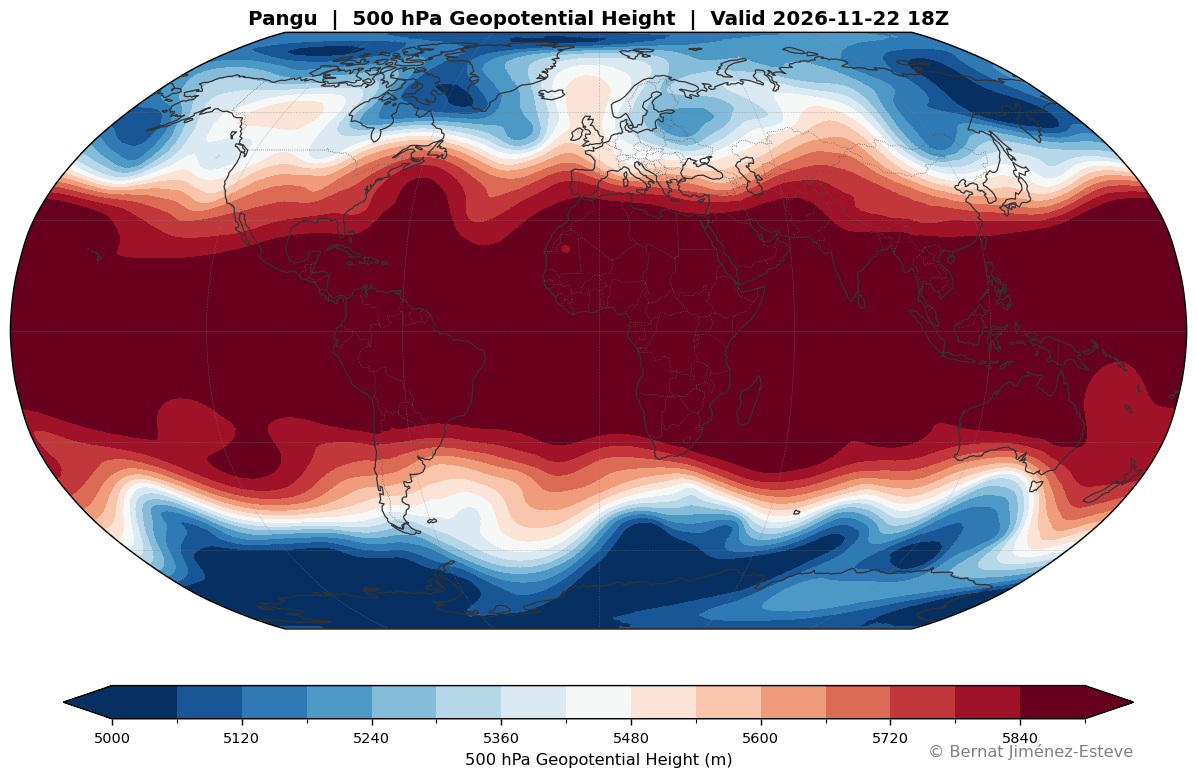 Pangu | 500 hPa Geopotential Height | Valid 2026-11-22 18Z
5000 5120 5240 5360 5480 5600 5720 5840
500 hPa Geopotential Height (m)
© Bernat Jiménez-Esteve